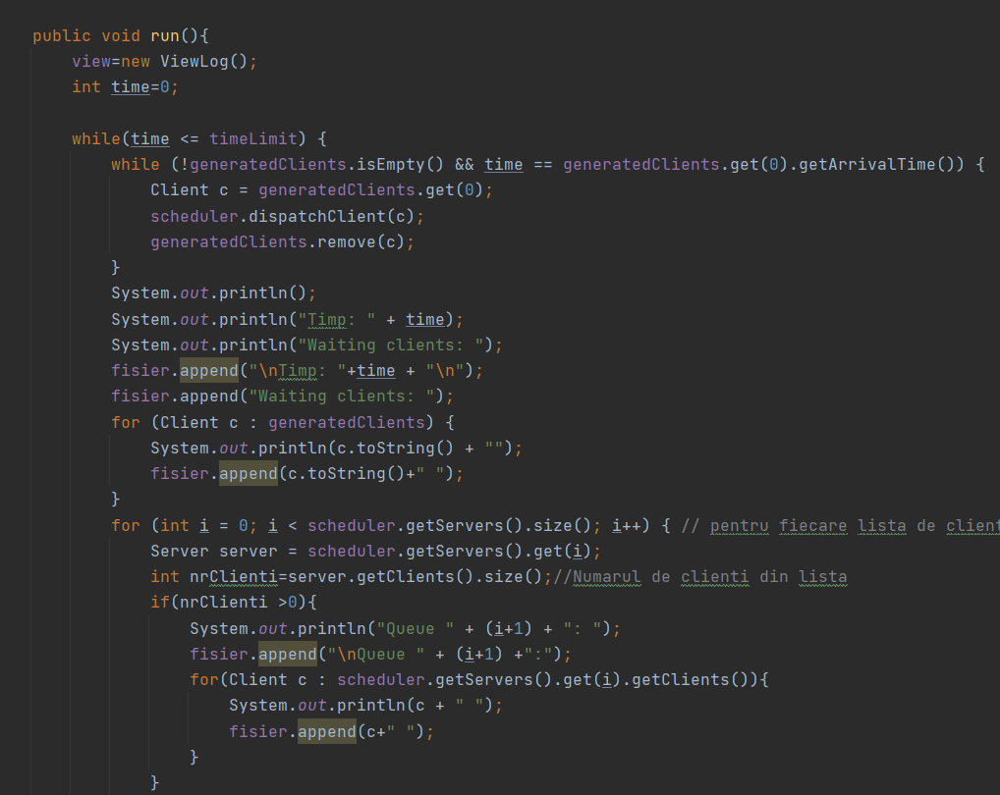 public void run(){
view=new ViewLog();
int time=0;
while(time <= timeLimit) {
while (!generatedClients.isEmpty() && time == generatedClients.get(0).getArrivalTime()) {
Client c = generatedClients.get(0);
scheduler.dispatchClient(c);
generatedClients.remove(c);
}
System.out.println();
System.out.println("Timp: " + time);
System.out.println("Waiting clients: ");
fisier.append("\nTimp: "+time + "\n");
fisier.append("Waiting clients: ");
for (Client c : generatedClients) {
System.out.println(c.toString() + "");
fisier.append(c.toString()+" ");
}
for (int i = 0; i < scheduler.getServers().size(); i++) { // pentru fiecare lista de client
Server server = scheduler.getServers().get(i);
int nrClienti=server.getClients().size();//Numarul de clienti din lista
if(nrClienti >0){
System.out.println("Queue " + (i+1) + ": ");
fisier.append("\nQueue " + (i+1) +":");
for(Client c : scheduler.getServers().get(i).getClients()){
System.out.println(c + " ");
fisier.append(c+" ");
}
}